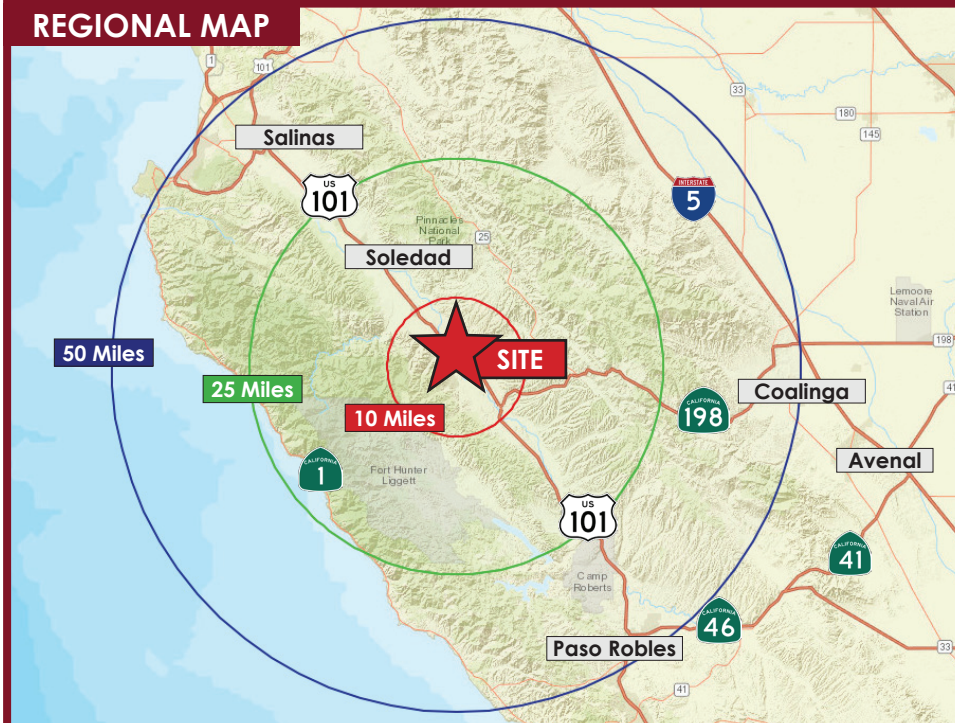 REGIONAL MAP
1
101
33
180
145
Salinas
US
101
INTERSTATE
5
Pinnacles
National
Park
25
Soledad
Lemoore
Naval Air
Station
198
50 Miles
SITE
25 Miles
10 Miles
CALIFORNIA
198
Coalinga
41
Avenal
CALIFORNIA
1
Fort Hunter
Liggett
US
101
CALIFORNIA
41
Camp
Roberts
CALIFORNIA
46
Paso Robles
33
41